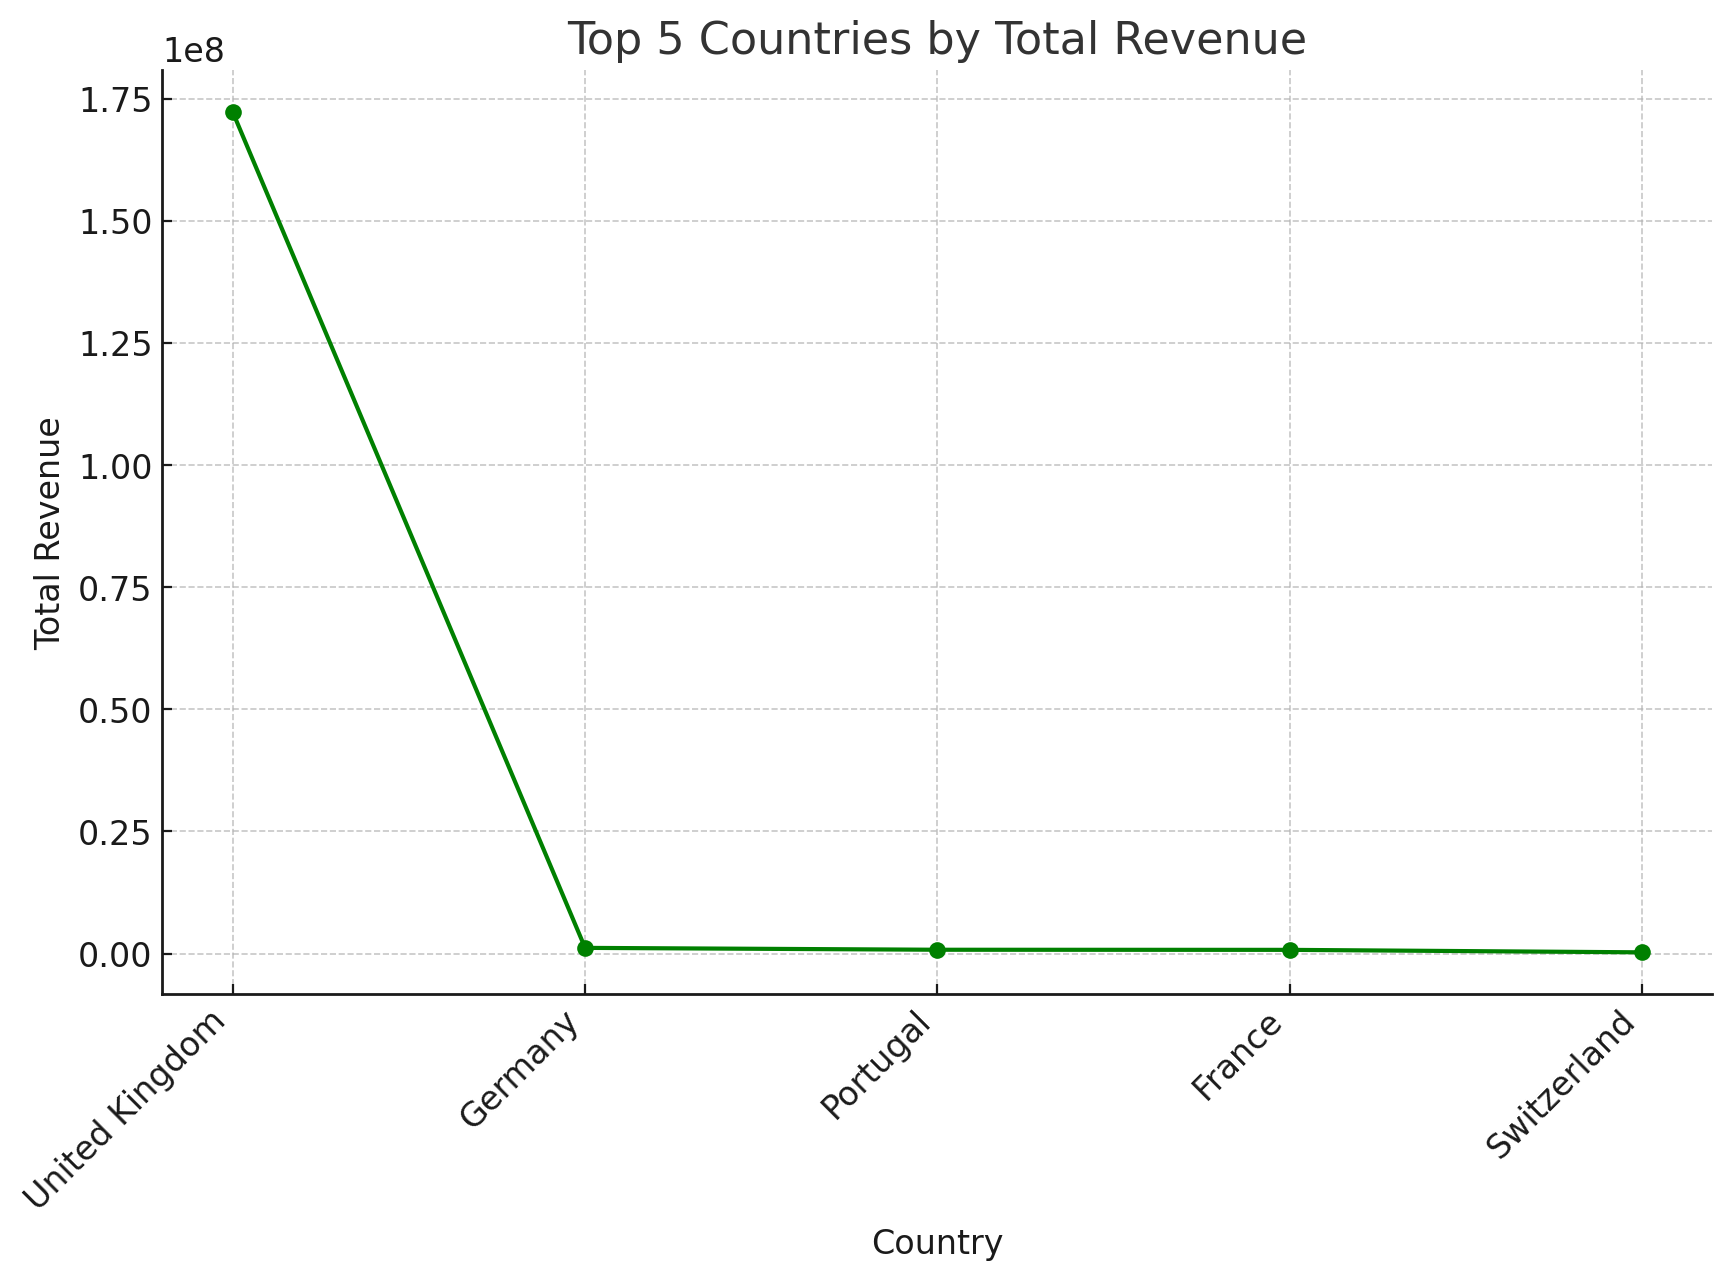 Top 5 Countries by Total Revenue
1e8
1.75
1.50
1.25
1.00
0.75
0.50
0.25
0.00
Total Revenue
United Kingdom
Germany
Portugal
France
Switzerland
Country